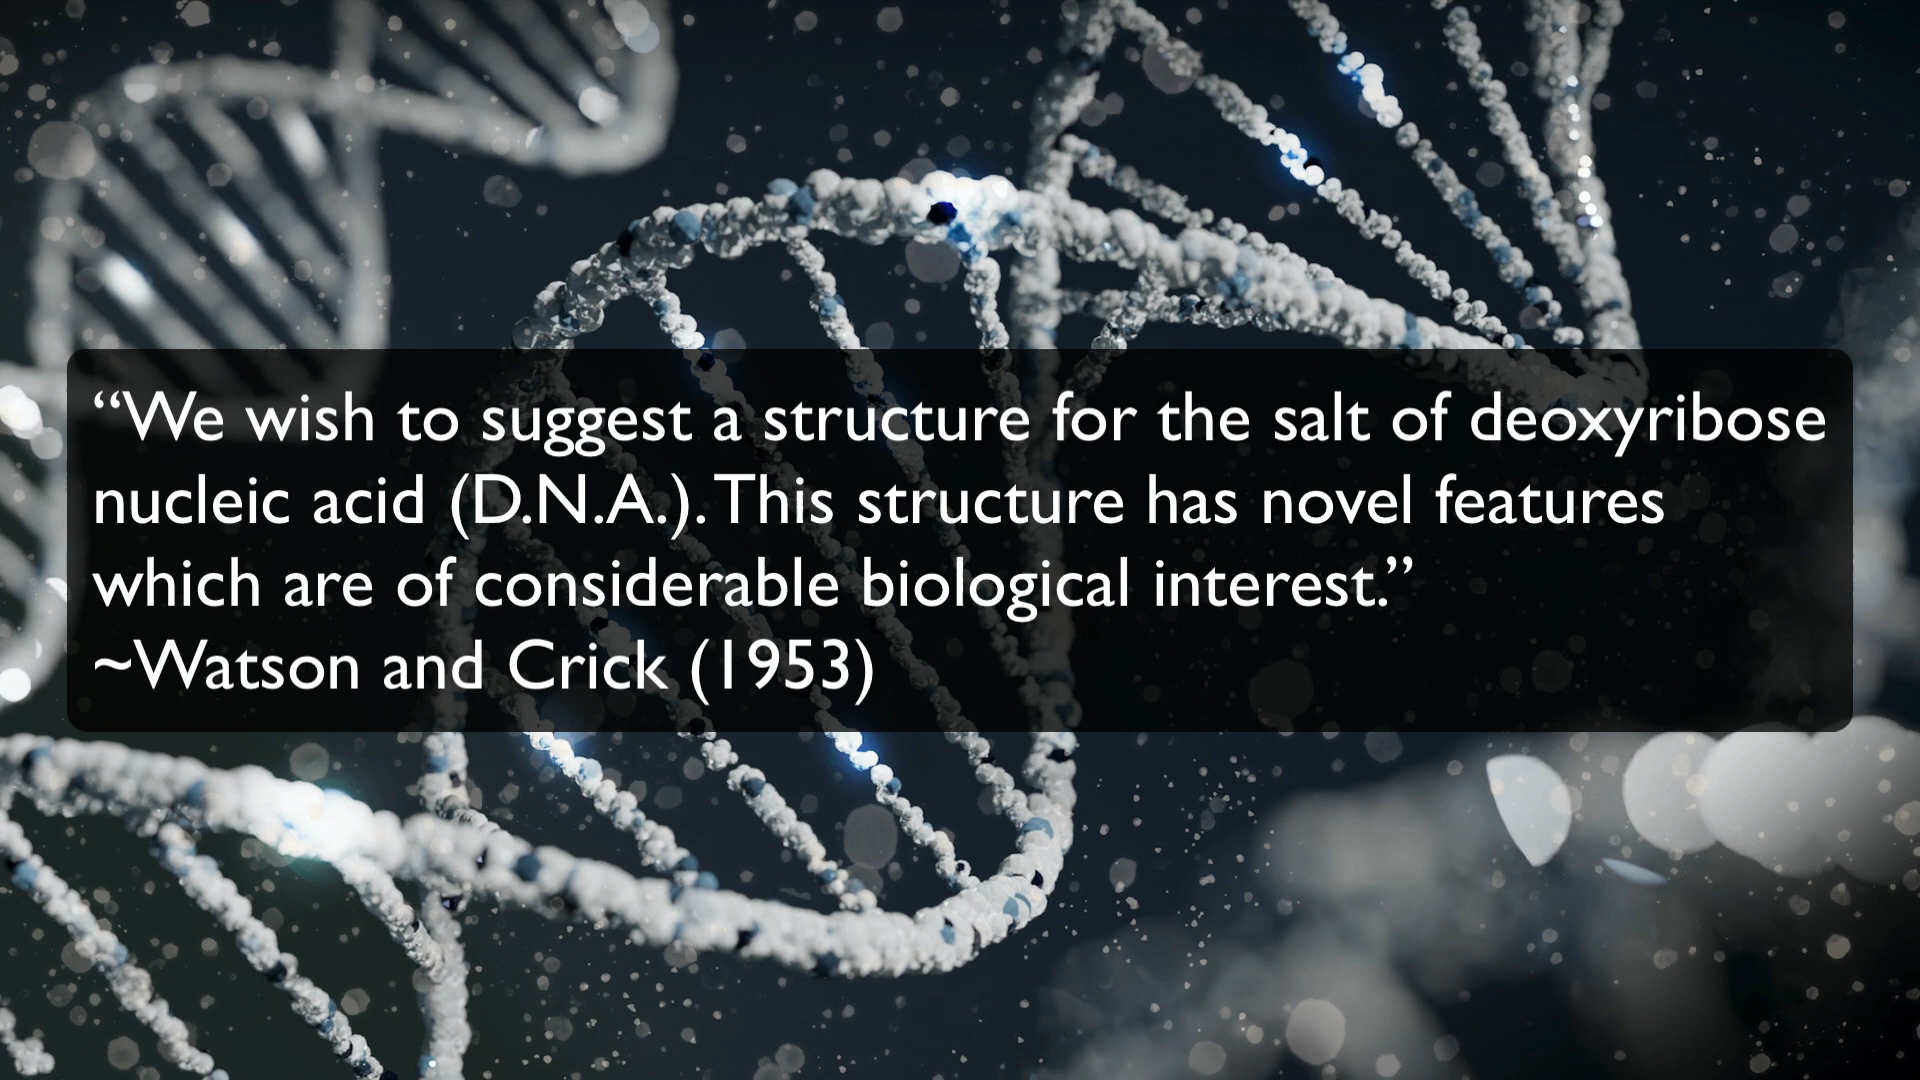 “We wish to suggest a structure for the salt of deoxyribose
nucleic acid (D.N.A.). This structure has novel features
which are of considerable biological interest.”
~Watson and Crick (1953)